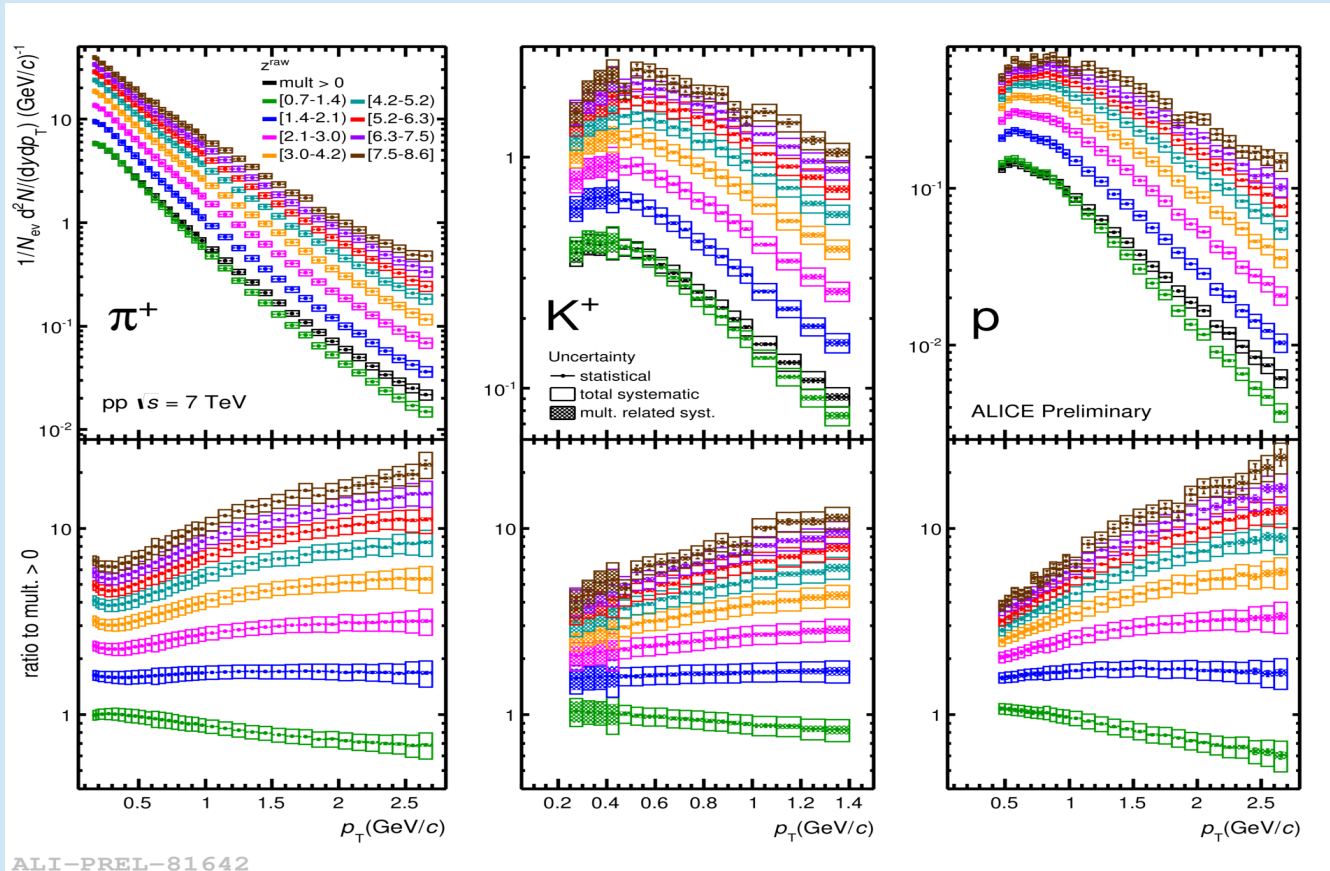 1/N_ev d²N/(dydp_T) (GeV/c)⁻¹
10
1
10⁻¹
10⁻²
z^raw
mult > 0
[0.7-1.4) [4.2-5.2)
[1.4-2.1) [5.2-6.3)
[2.1-3.0) [6.3-7.5)
[3.0-4.2) [7.5-8.6]
π⁺
pp √s = 7 TeV
1
10⁻¹
K⁺
Uncertainty
statistical
total systematic
mult. related syst.
10⁻¹
10⁻²
p
ALICE Preliminary
ratio to mult. > 0
10
1
0.5 1 1.5 2 2.5
p_T(GeV/c)
10
1
0.2 0.4 0.6 0.8 1.0 1.2 1.4
p_T(GeV/c)
10
1
0.5 1 1.5 2 2.5
p_T(GeV/c)
ALI−PREL−81642